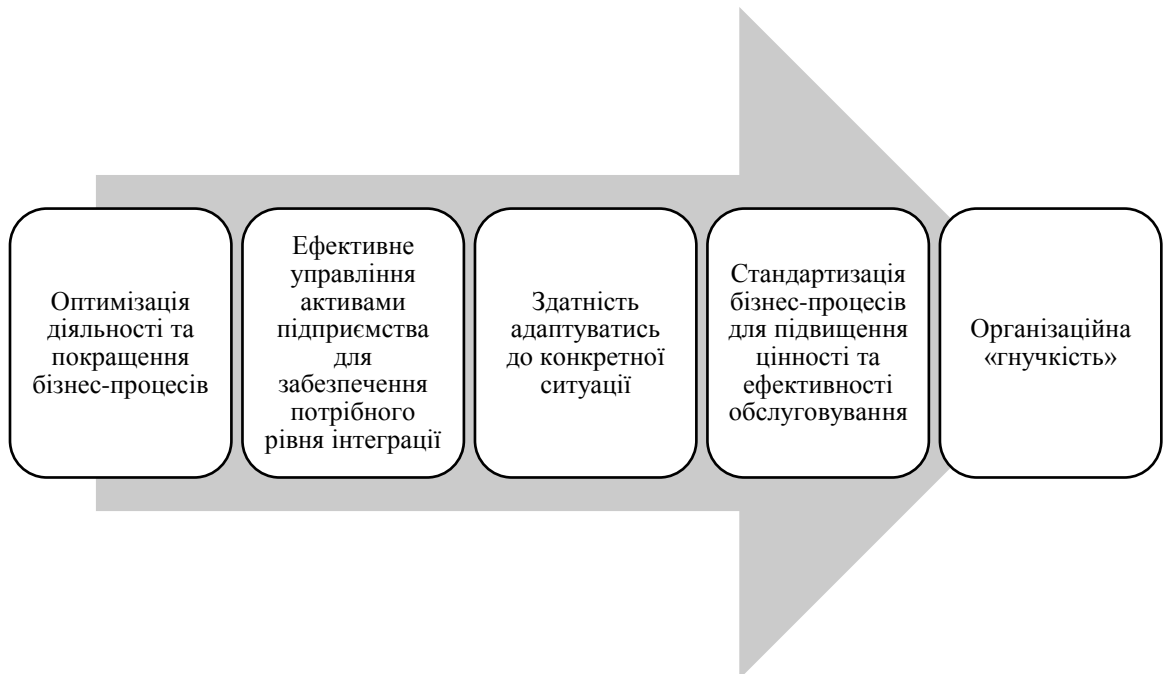 Оптимізація
діяльності та
покращення
бізнес-процесів
Ефективне
управління
активами
підприємства
для
забезпечення
потрібного
рівня інтеграції
Здатність
адаптуватись
до конкретної
ситуації
Стандартизація
бізнес-процесів
для підвищення
цінності та
ефективності
обслуговування
Організаційна
«гнучкість»